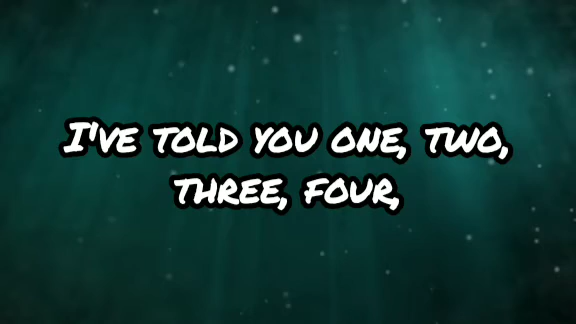 I've told you one, two,
three, four,